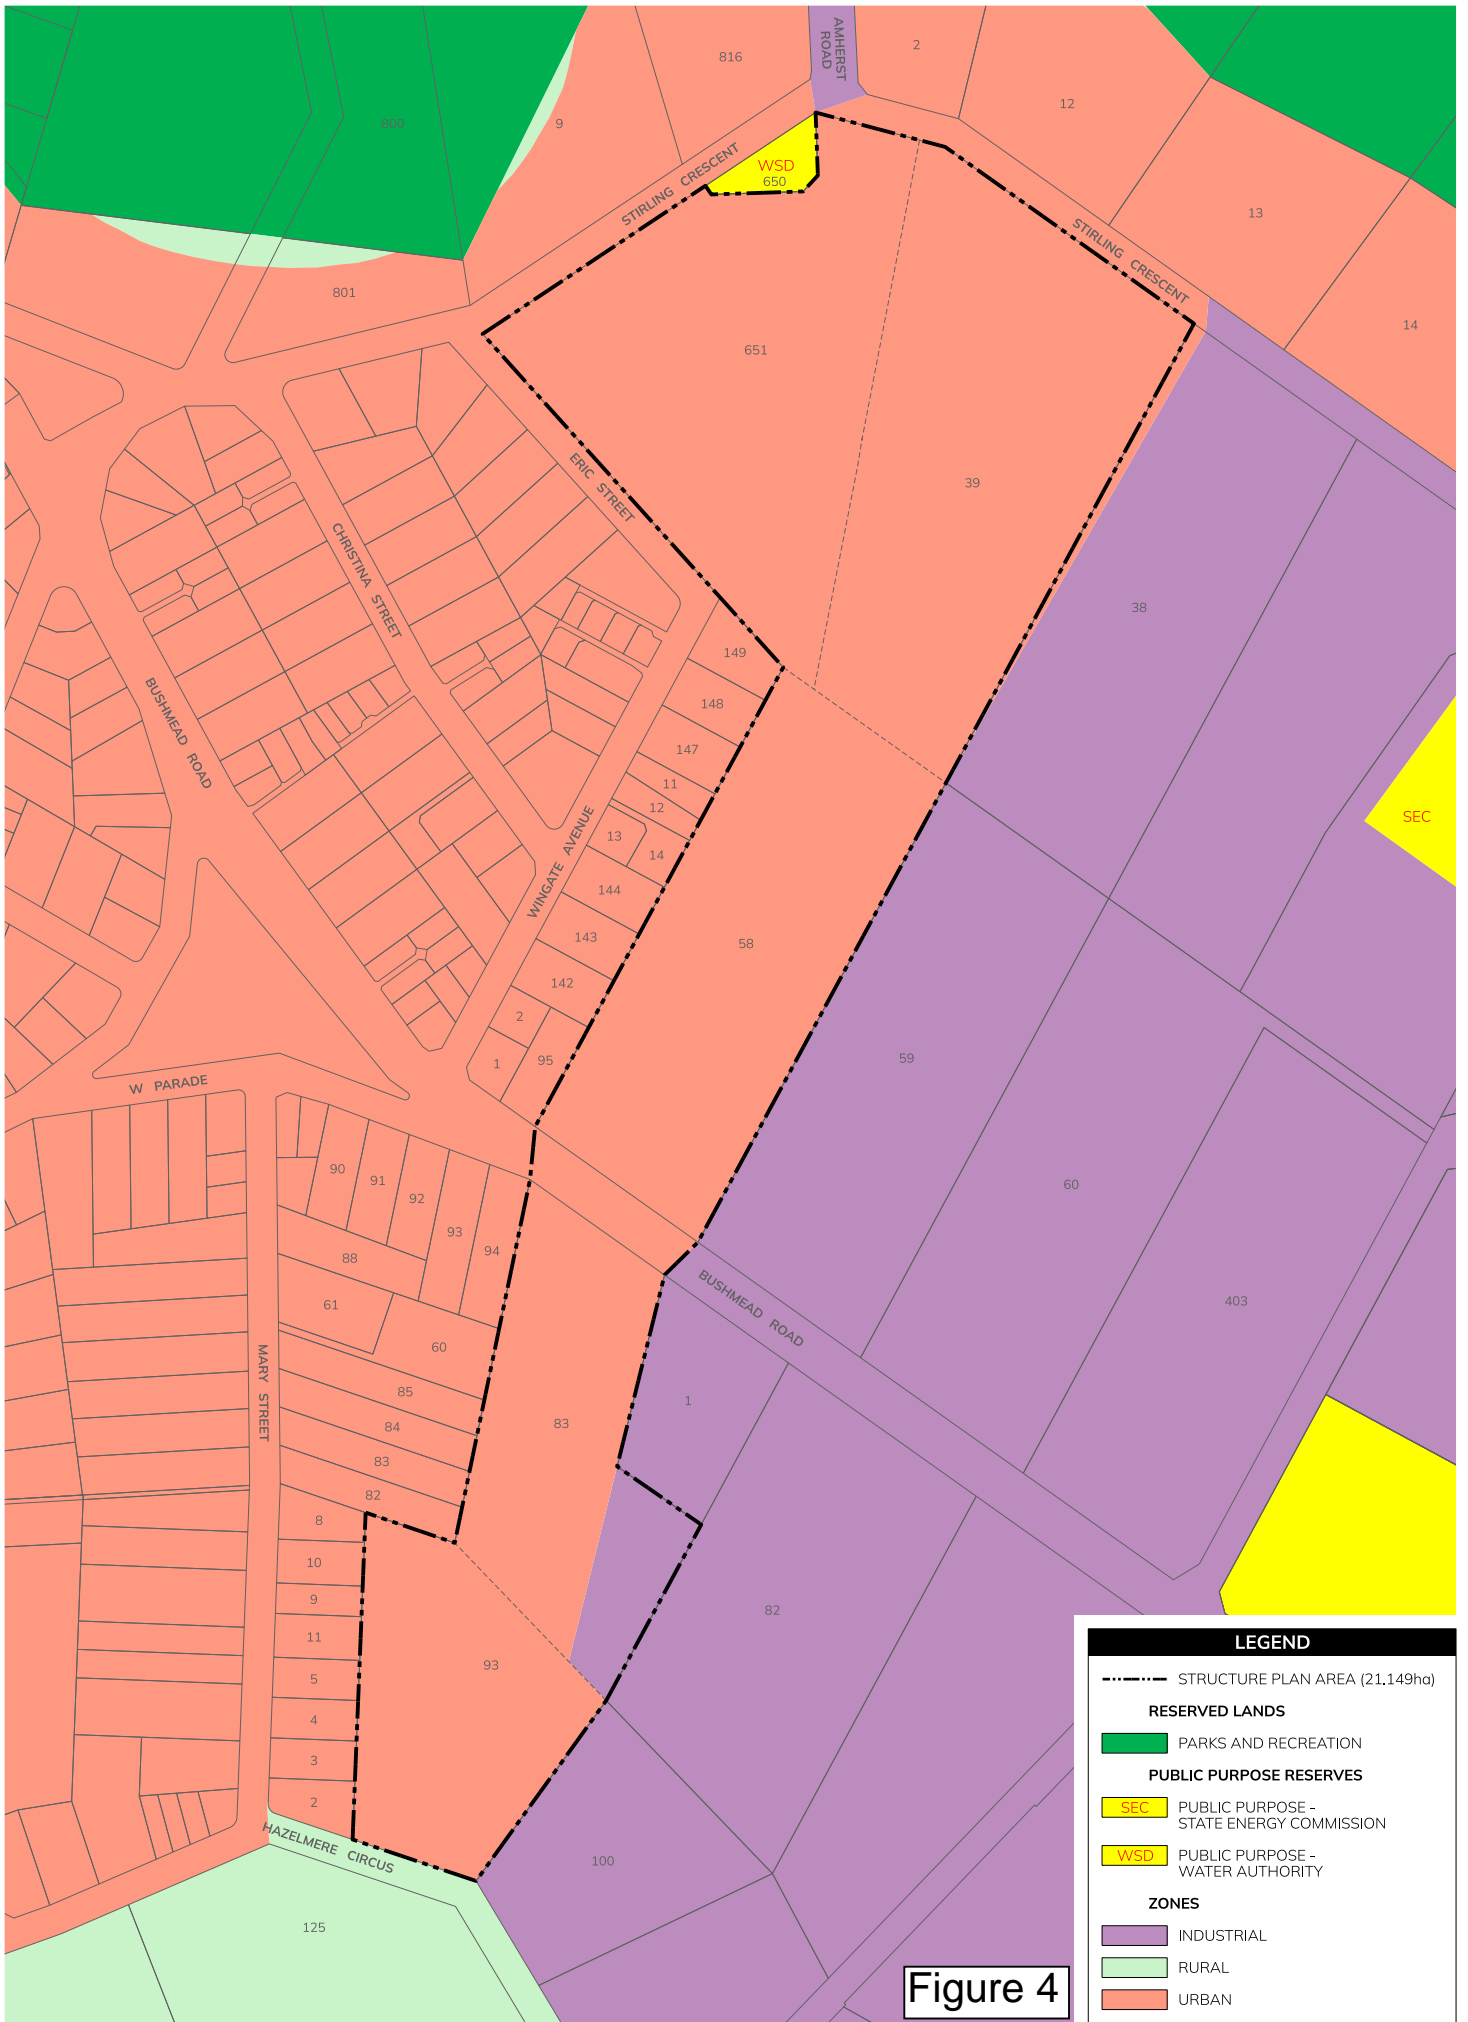 AMHERST
ROAD
816
2
12
800
9
STIRLING CRESCENT
WSD
650
13
STIRLING CRESCENT
801
14
651
39
ERIC STREET
CHRISTINA STREET
38
149
BUSHMEAD ROAD
148
147
11
12
SEC
13
14
WINGATE AVENUE
144
143
58
142
2
59
1
95
W PARADE
90
91
92
60
93
94
88
BUSHMEAD ROAD
61
403
60
MARY STREET
85
1
84
83
83
82
8
10
9
82
11
93
5
4
3
2
HAZELMERE CIRCUS
100
125
Figure 4
LEGEND
STRUCTURE PLAN AREA (21.149ha)
RESERVED LANDS
PARKS AND RECREATION
PUBLIC PURPOSE RESERVES
SEC PUBLIC PURPOSE -
STATE ENERGY COMMISSION
WSD PUBLIC PURPOSE -
WATER AUTHORITY
ZONES
INDUSTRIAL
RURAL
URBAN